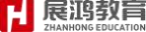 展鸿教育
ZHANHONG EDUCATION